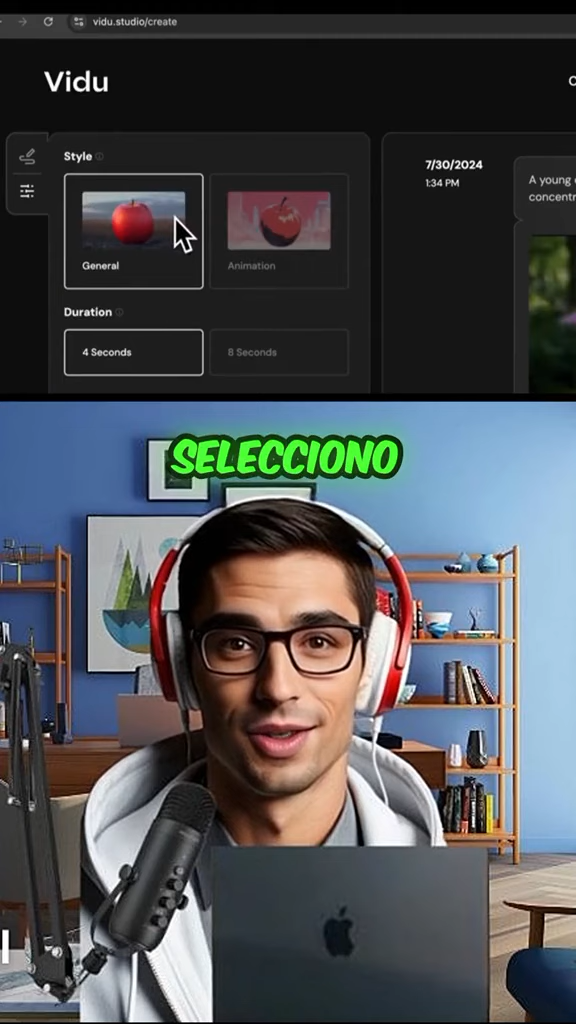 vidu.studio/create
Vidu
Style
7/30/2024
1:34 PM
A young
concentr
General
Animation
Duration
4 Seconds
8 Seconds
SELECCIONO